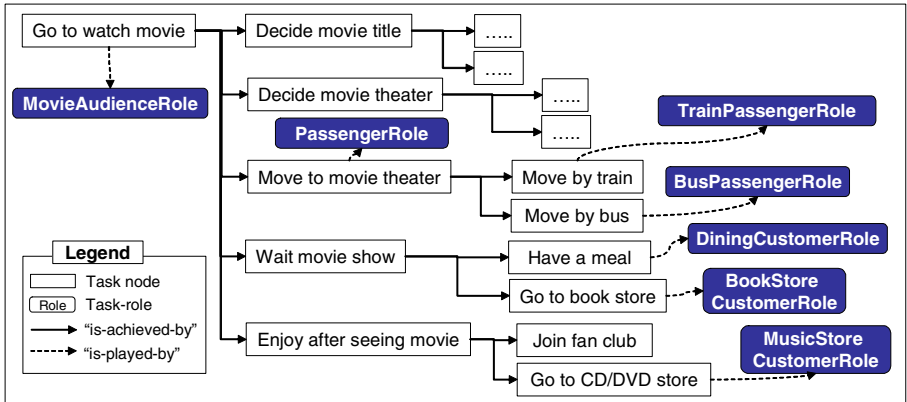 Go to watch movie
Decide movie title
…..
…..
MovieAudienceRole
Decide movie theater
…..
…..
PassengerRole
TrainPassengerRole
Move to movie theater
Move by train
BusPassengerRole
Move by bus
Wait movie show
Have a meal
DiningCustomerRole
Go to book store
BookStore
CustomerRole
Enjoy after seeing movie
Join fan club
Go to CD/DVD store
MusicStore
CustomerRole
Legend
Task node
Role
Task-role
“is-achieved-by”
“is-played-by”